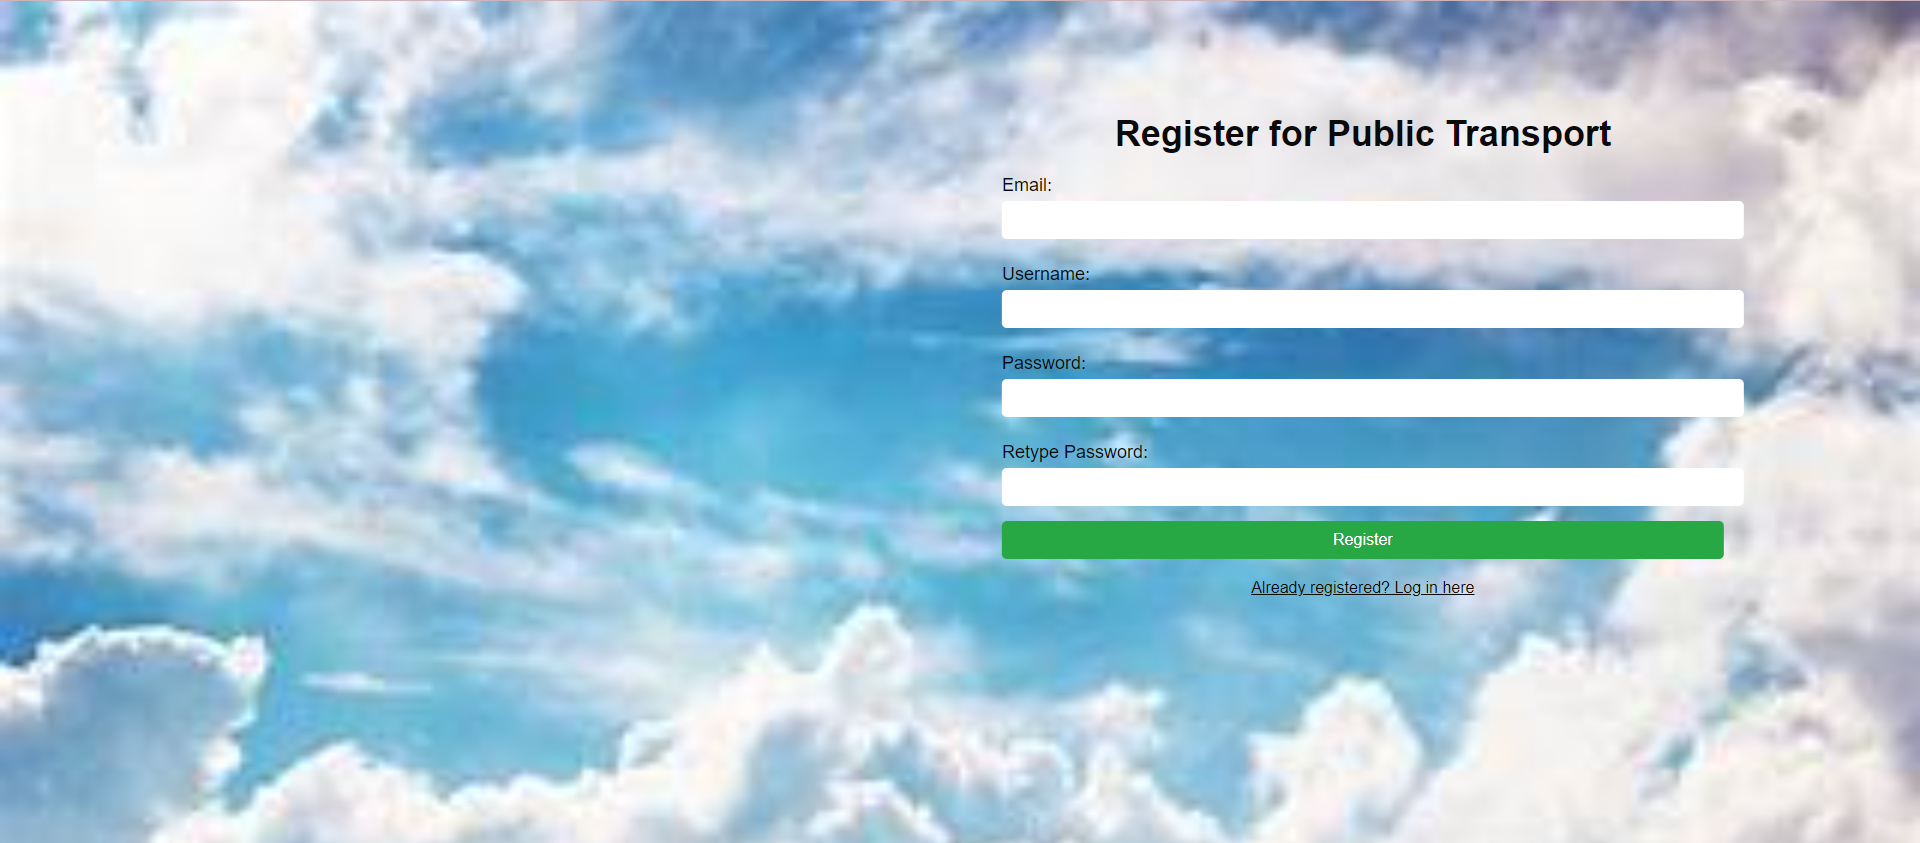 Register for Public Transport
Email:
Username:
Password:
Retype Password:
Register
Already registered? Log in here